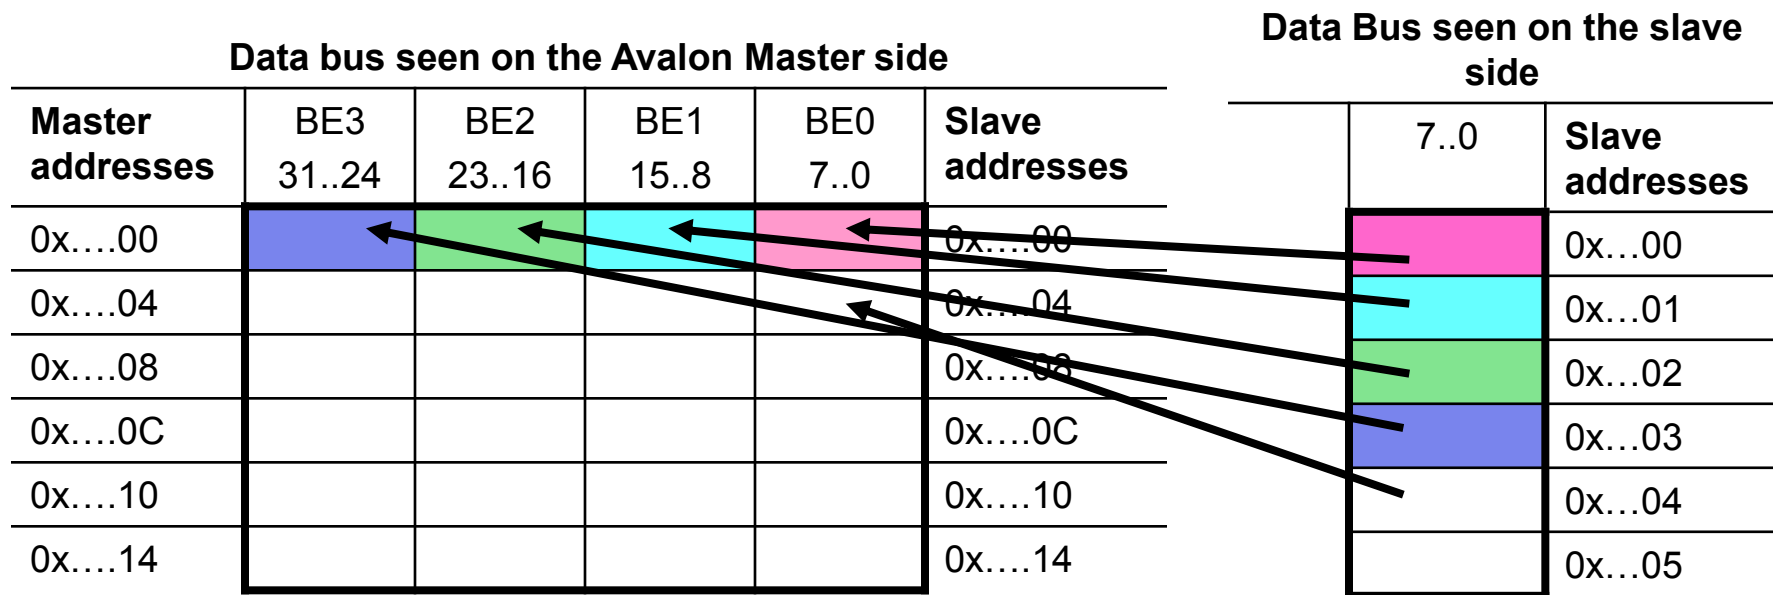 Data bus seen on the Avalon Master side
Master addresses BE3 31..24 BE2 23..16 BE1 15..8 BE0 7..0 Slave addresses
0x....00 0x....00
0x....04 0x....04
0x....08 0x....08
0x....0C 0x....0C
0x....10 0x....10
0x....14 0x....14
Data Bus seen on the slave
side
7..0 Slave addresses
0x...00
0x...01
0x...02
0x...03
0x...04
0x...05